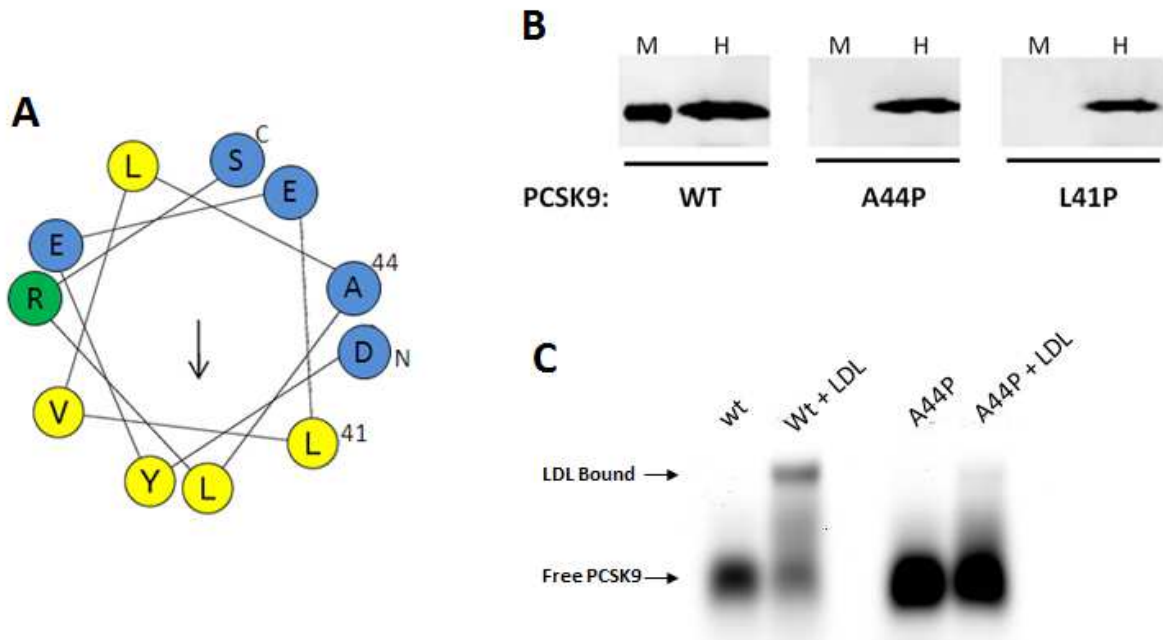 A
C
S
L
E
E
44
A
R
D
N
V
L
41
Y
L
B
M H M H M H
PCSK9: WT A44P L41P
C
wt Wt + LDL A44P A44P + LDL
LDL Bound
Free PCSK9